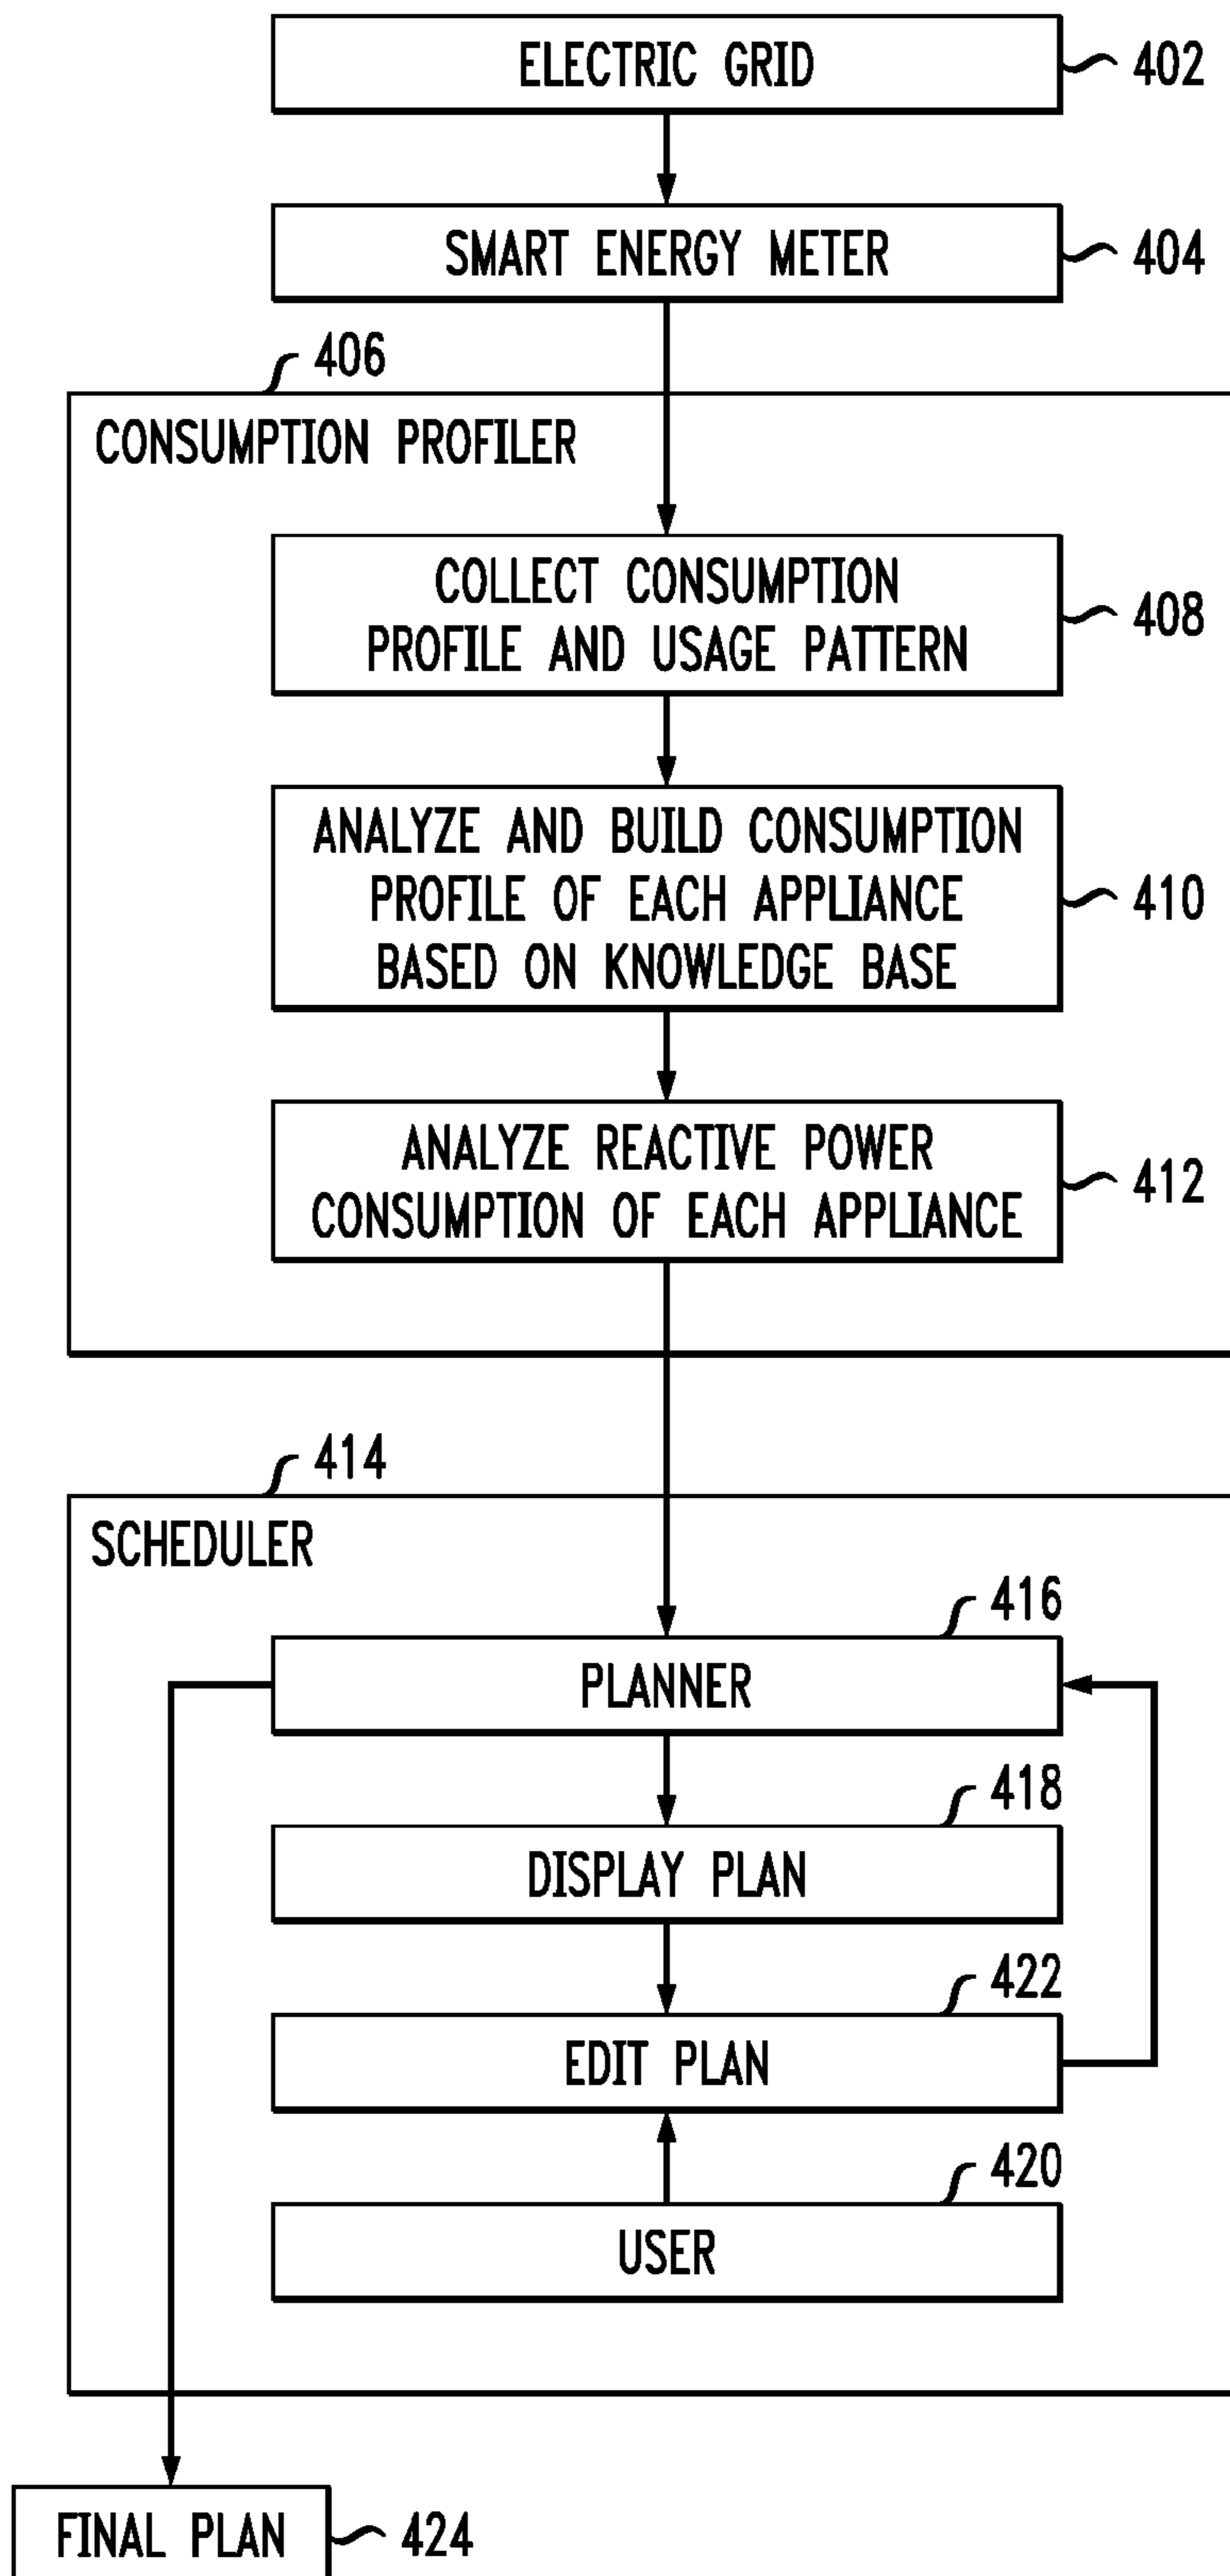 ELECTRIC GRID
402
SMART ENERGY METER
404
406
CONSUMPTION PROFILER
COLLECT CONSUMPTION
PROFILE AND USAGE PATTERN
408
ANALYZE AND BUILD CONSUMPTION
PROFILE OF EACH APPLIANCE
BASED ON KNOWLEDGE BASE
410
ANALYZE REACTIVE POWER
CONSUMPTION OF EACH APPLIANCE
412
414
SCHEDULER
416
PLANNER
418
DISPLAY PLAN
422
EDIT PLAN
420
USER
FINAL PLAN
424